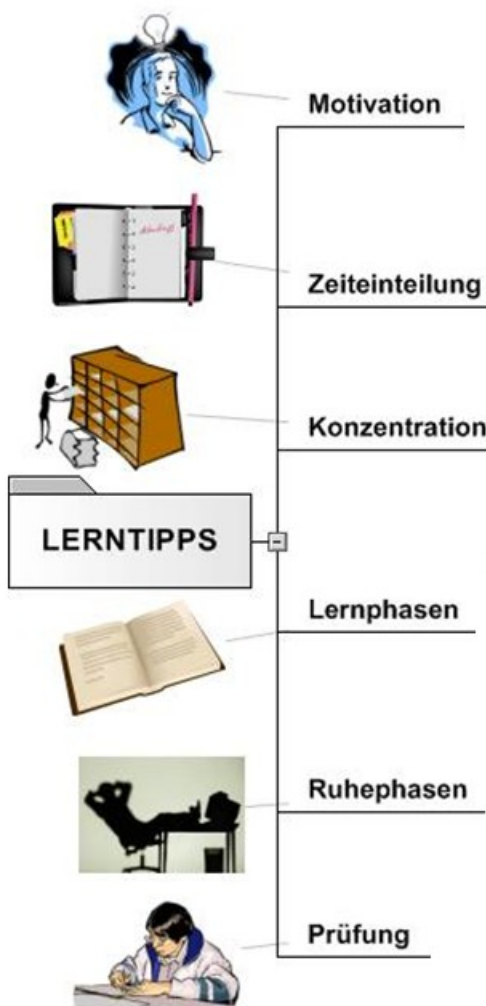 Motivation
Zeiteinteilung
Konzentration
LERNTIPPS
Lernphasen
Ruhephasen
Prüfung